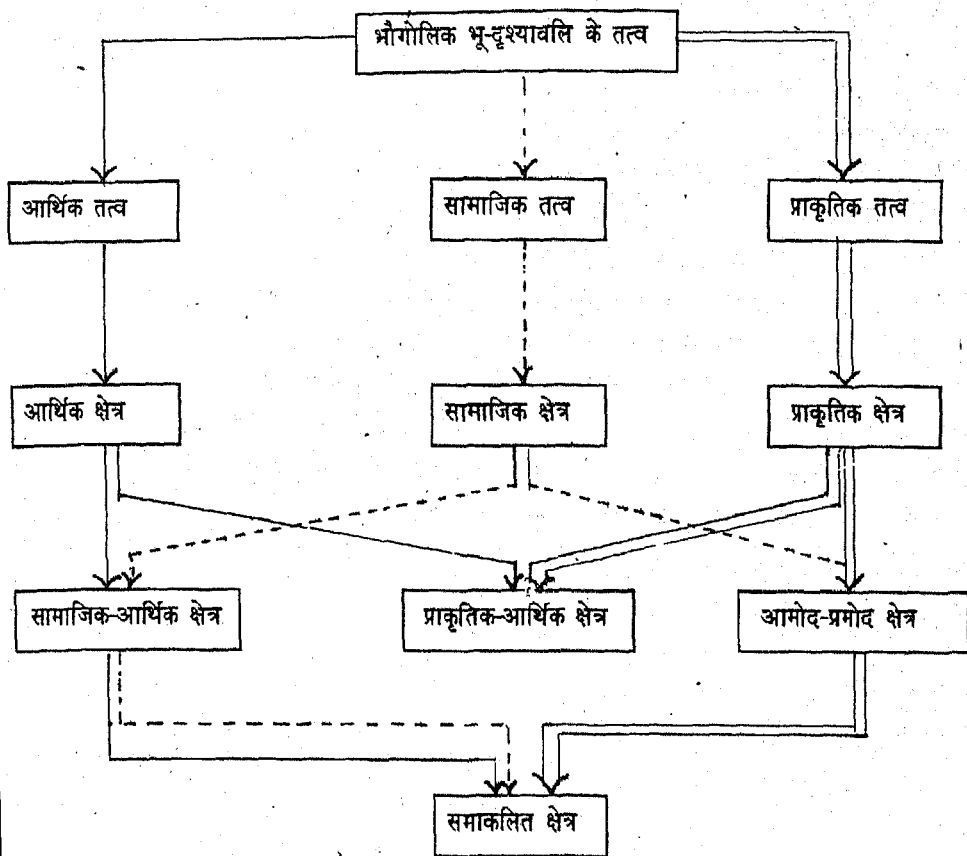 भौगोलिक भू-दृश्यावलि के तत्व
आर्थिक तत्व
सामाजिक तत्व
प्राकृतिक तत्व
आर्थिक क्षेत्र
सामाजिक क्षेत्र
प्राकृतिक क्षेत्र
सामाजिक-आर्थिक क्षेत्र
प्राकृतिक-आर्थिक क्षेत्र
आमोद-प्रमोद क्षेत्र
समाकलित क्षेत्र